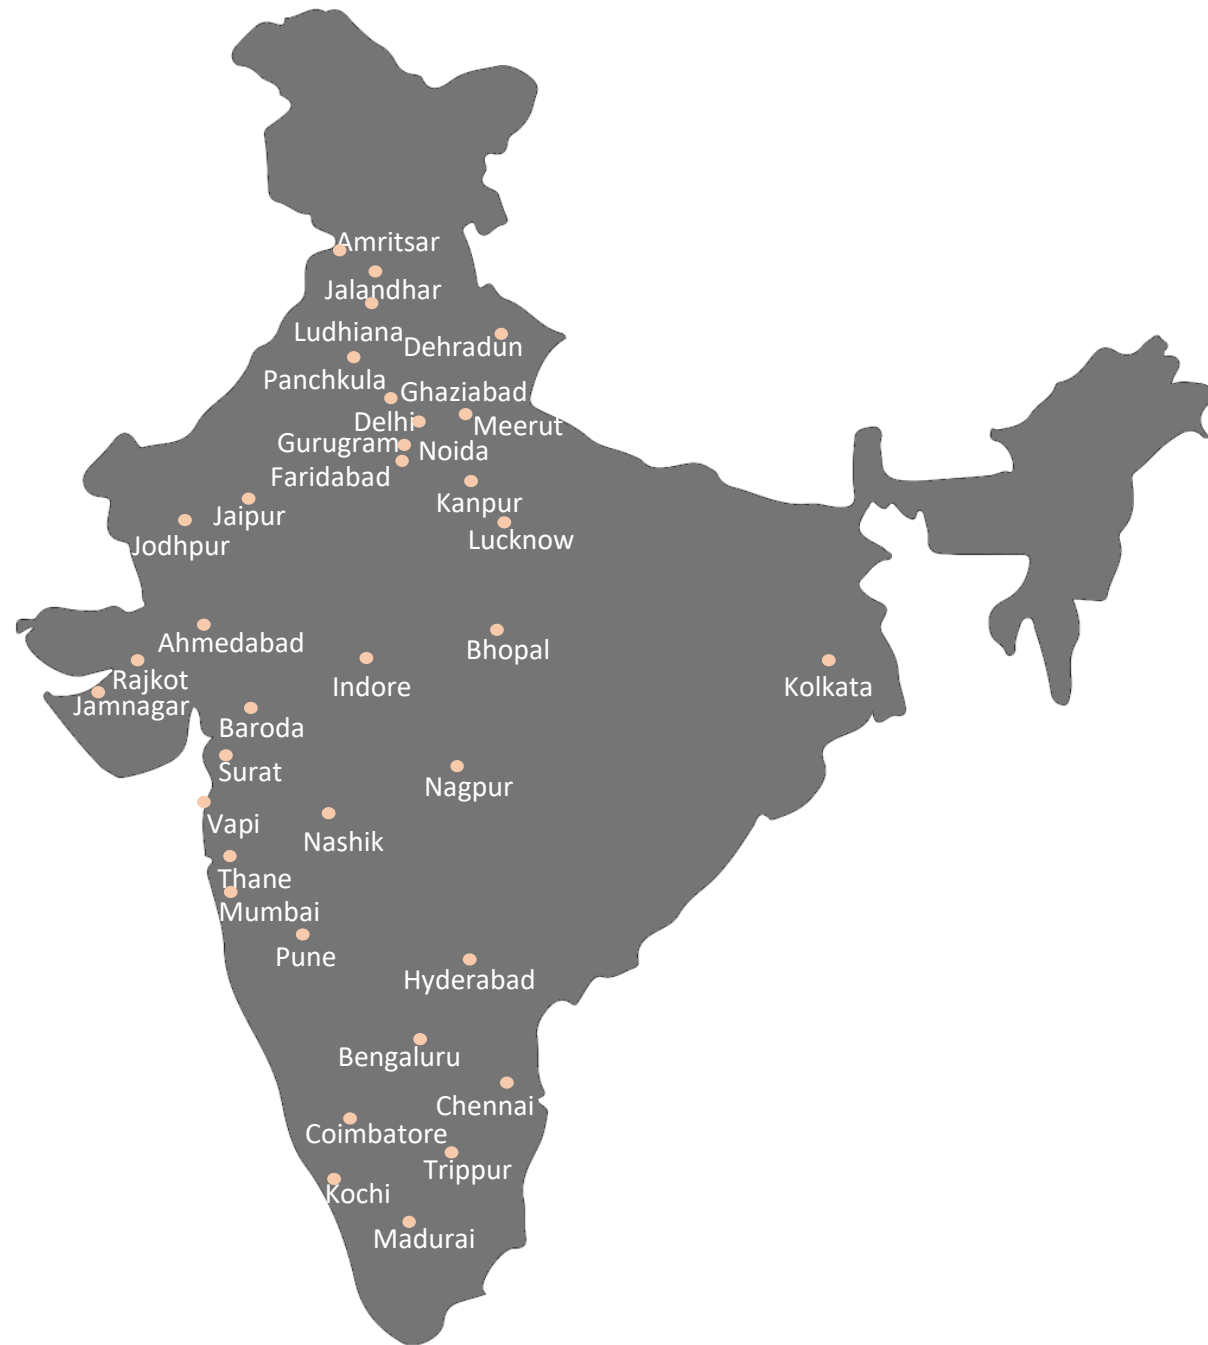 Amritsar
Jalandhar
Ludhiana
Dehradun
Panchkula
Ghaziabad
Delhi
Meerut
Gurugram
Noida
Faridabad
Kanpur
Jaipur
Lucknow
Jodhpur
Ahmedabad
Bhopal
Rajkot
Indore
Kolkata
Jamnagar
Baroda
Surat
Nagpur
Vapi
Nashik
Thane
Mumbai
Pune
Hyderabad
Bengaluru
Chennai
Coimbatore
Trippur
Kochi
Madurai